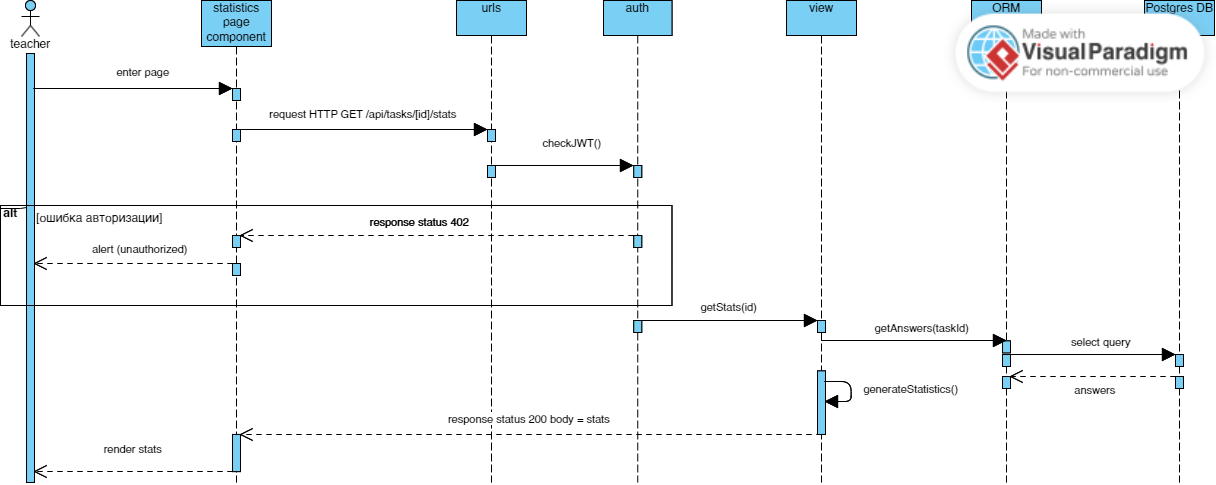 statistics
page
component
urls
auth
view
ORM
Postgres DB
teacher
Made with
Visual Paradigm
For non-commercial use
enter page
request HTTP GET /api/tasks/[id]/stats
checkJWT()
alt
[ошибка авторизации]
response status 402
alert (unauthorized)
getStats(id)
getAnswers(taskId)
select query
generateStatistics()
answers
response status 200 body = stats
render stats